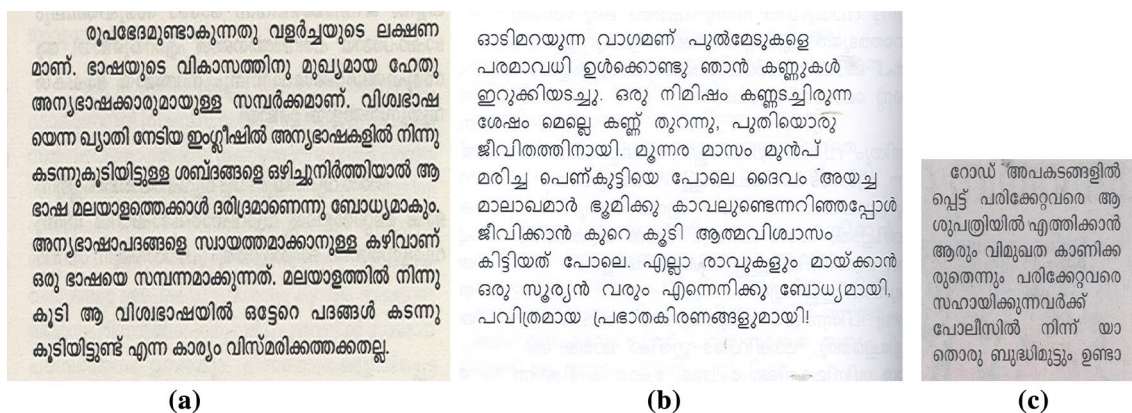 രൂപഭേദമുണ്ടാകുന്നതു വളർച്ചയുടെ ലക്ഷണ
മാണ്. ഭാഷയുടെ വികാസത്തിനു മുഖ്യമായ ഹേതു
അന്യഭാഷക്കാരുമായുള്ള സമ്പർക്കമാണ്. വിശ്വഭാഷ
യെന്ന ഖ്യാതി നേടിയ ഇംഗ്ലീഷിൽ അന്യഭാഷകളിൽ നിന്നു
കടന്നുകൂടിയിട്ടുള്ള ശബ്ദങ്ങളെ ഒഴിച്ചുനിർത്തിയാൽ ആ
ഭാഷ മലയാളത്തെക്കാൾ ദരിദ്രമാണെന്നു ബോധ്യമാകും.
അന്യഭാഷാപദങ്ങളെ സ്വായത്തമാക്കാനുള്ള കഴിവാണ്
ഒരു ഭാഷയെ സമ്പന്നമാക്കുന്നത്. മലയാളത്തിൽ നിന്നു
കൂടി ആ വിശ്വഭാഷയിൽ ഒട്ടേറെ പദങ്ങൾ കടന്നു
കൂടിയിട്ടുണ്ട് എന്ന കാര്യം വിസ്മരിക്കത്തക്കതല്ല.
(a)
ഓടിമറയുന്ന വാഗമണ് പുൽമേടുകളെ
പരമാവധി ഉൾക്കൊണ്ടു ഞാൻ കണ്ണുകൾ
ഇറുക്കിയടച്ചു. ഒരു നിമിഷം കണ്ണടച്ചിരുന്ന
ശേഷം മെല്ലെ കണ്ണ് തുറന്നു, പുതിയൊരു
ജീവിതത്തിനായി. മൂന്നര മാസം മുൻപ്
മരിച്ച പെണ്കുട്ടിയെ പോലെ ദൈവം അയച്ച
മാലാഖമാർ ഭൂമിക്കു കാവലുണ്ടെന്നറിഞ്ഞപ്പോൾ
ജീവിക്കാൻ കുറെ കൂടി ആത്മവിശ്വാസം
കിട്ടിയത് പോലെ. എല്ലാ രാവുകളും മായ്ക്കാൻ
ഒരു സൂര്യൻ വരും എന്നെനിക്കു ബോധ്യമായി,
പവിത്രമായ പ്രഭാതകിരണങ്ങളുമായി!
(b)
റോഡ് അപകടങ്ങളിൽ
പ്പെട്ട് പരിക്കേറ്റവരെ ആ
ശുപത്രിയിൽ എത്തിക്കാൻ
ആരും വിമുഖത കാണിക്ക
രുതെന്നും പരിക്കേറ്റവരെ
സഹായിക്കുന്നവർക്ക്
പോലീസിൽ നിന്ന് യാ
തൊരു ബുദ്ധിമുട്ടും ഉണ്ടാ
(c)